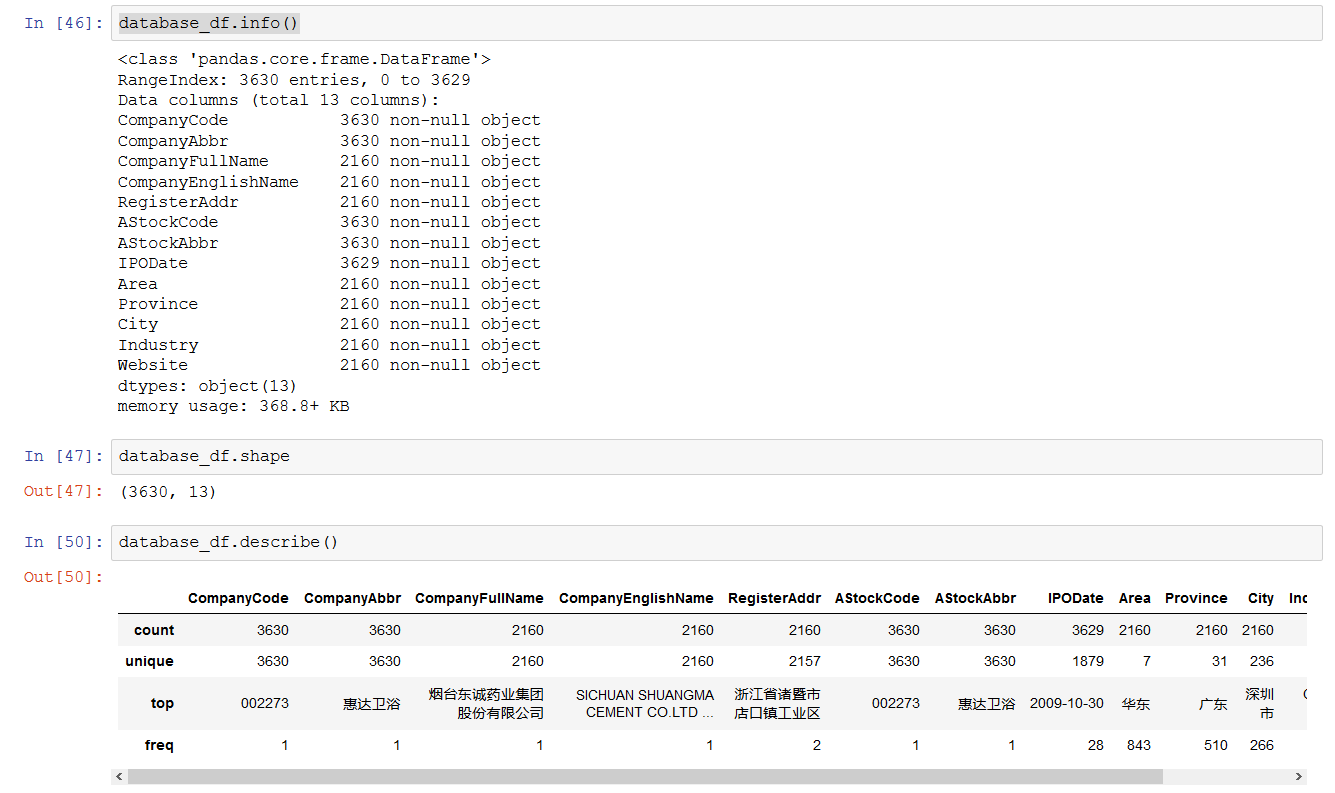 In [46]: database_df.info()
<class 'pandas.core.frame.DataFrame'>
RangeIndex: 3630 entries, 0 to 3629
Data columns (total 13 columns):
CompanyCode 3630 non-null object
CompanyAbbr 3630 non-null object
CompanyFullName 2160 non-null object
CompanyEnglishName 2160 non-null object
RegisterAddr 2160 non-null object
AStockCode 3630 non-null object
AStockAbbr 3630 non-null object
IPODate 3629 non-null object
Area 2160 non-null object
Province 2160 non-null object
City 2160 non-null object
Industry 2160 non-null object
Website 2160 non-null object
dtypes: object(13)
memory usage: 368.8+ KB
In [47]: database_df.shape
Out[47]: (3630, 13)
In [50]: database_df.describe()
Out[50]:
CompanyCode CompanyAbbr CompanyFullName CompanyEnglishName RegisterAddr AStockCode AStockAbbr IPODate Area Province City
count 3630 3630 2160 2160 2160 3630 3630 3629 2160 2160 2160
unique 3630 3630 2160 2160 2157 3630 3630 1879 7 31 236
top 002273 惠达卫浴 烟台东诚药业集团股份有限公司 SICHUAN SHUANGMA CEMENT CO.LTD ... 浙江省诸暨市店口镇工业区 002273 惠达卫浴 2009-10-30 华东 广东 深圳市
freq 1 1 1 1 2 1 1 28 843 510 266